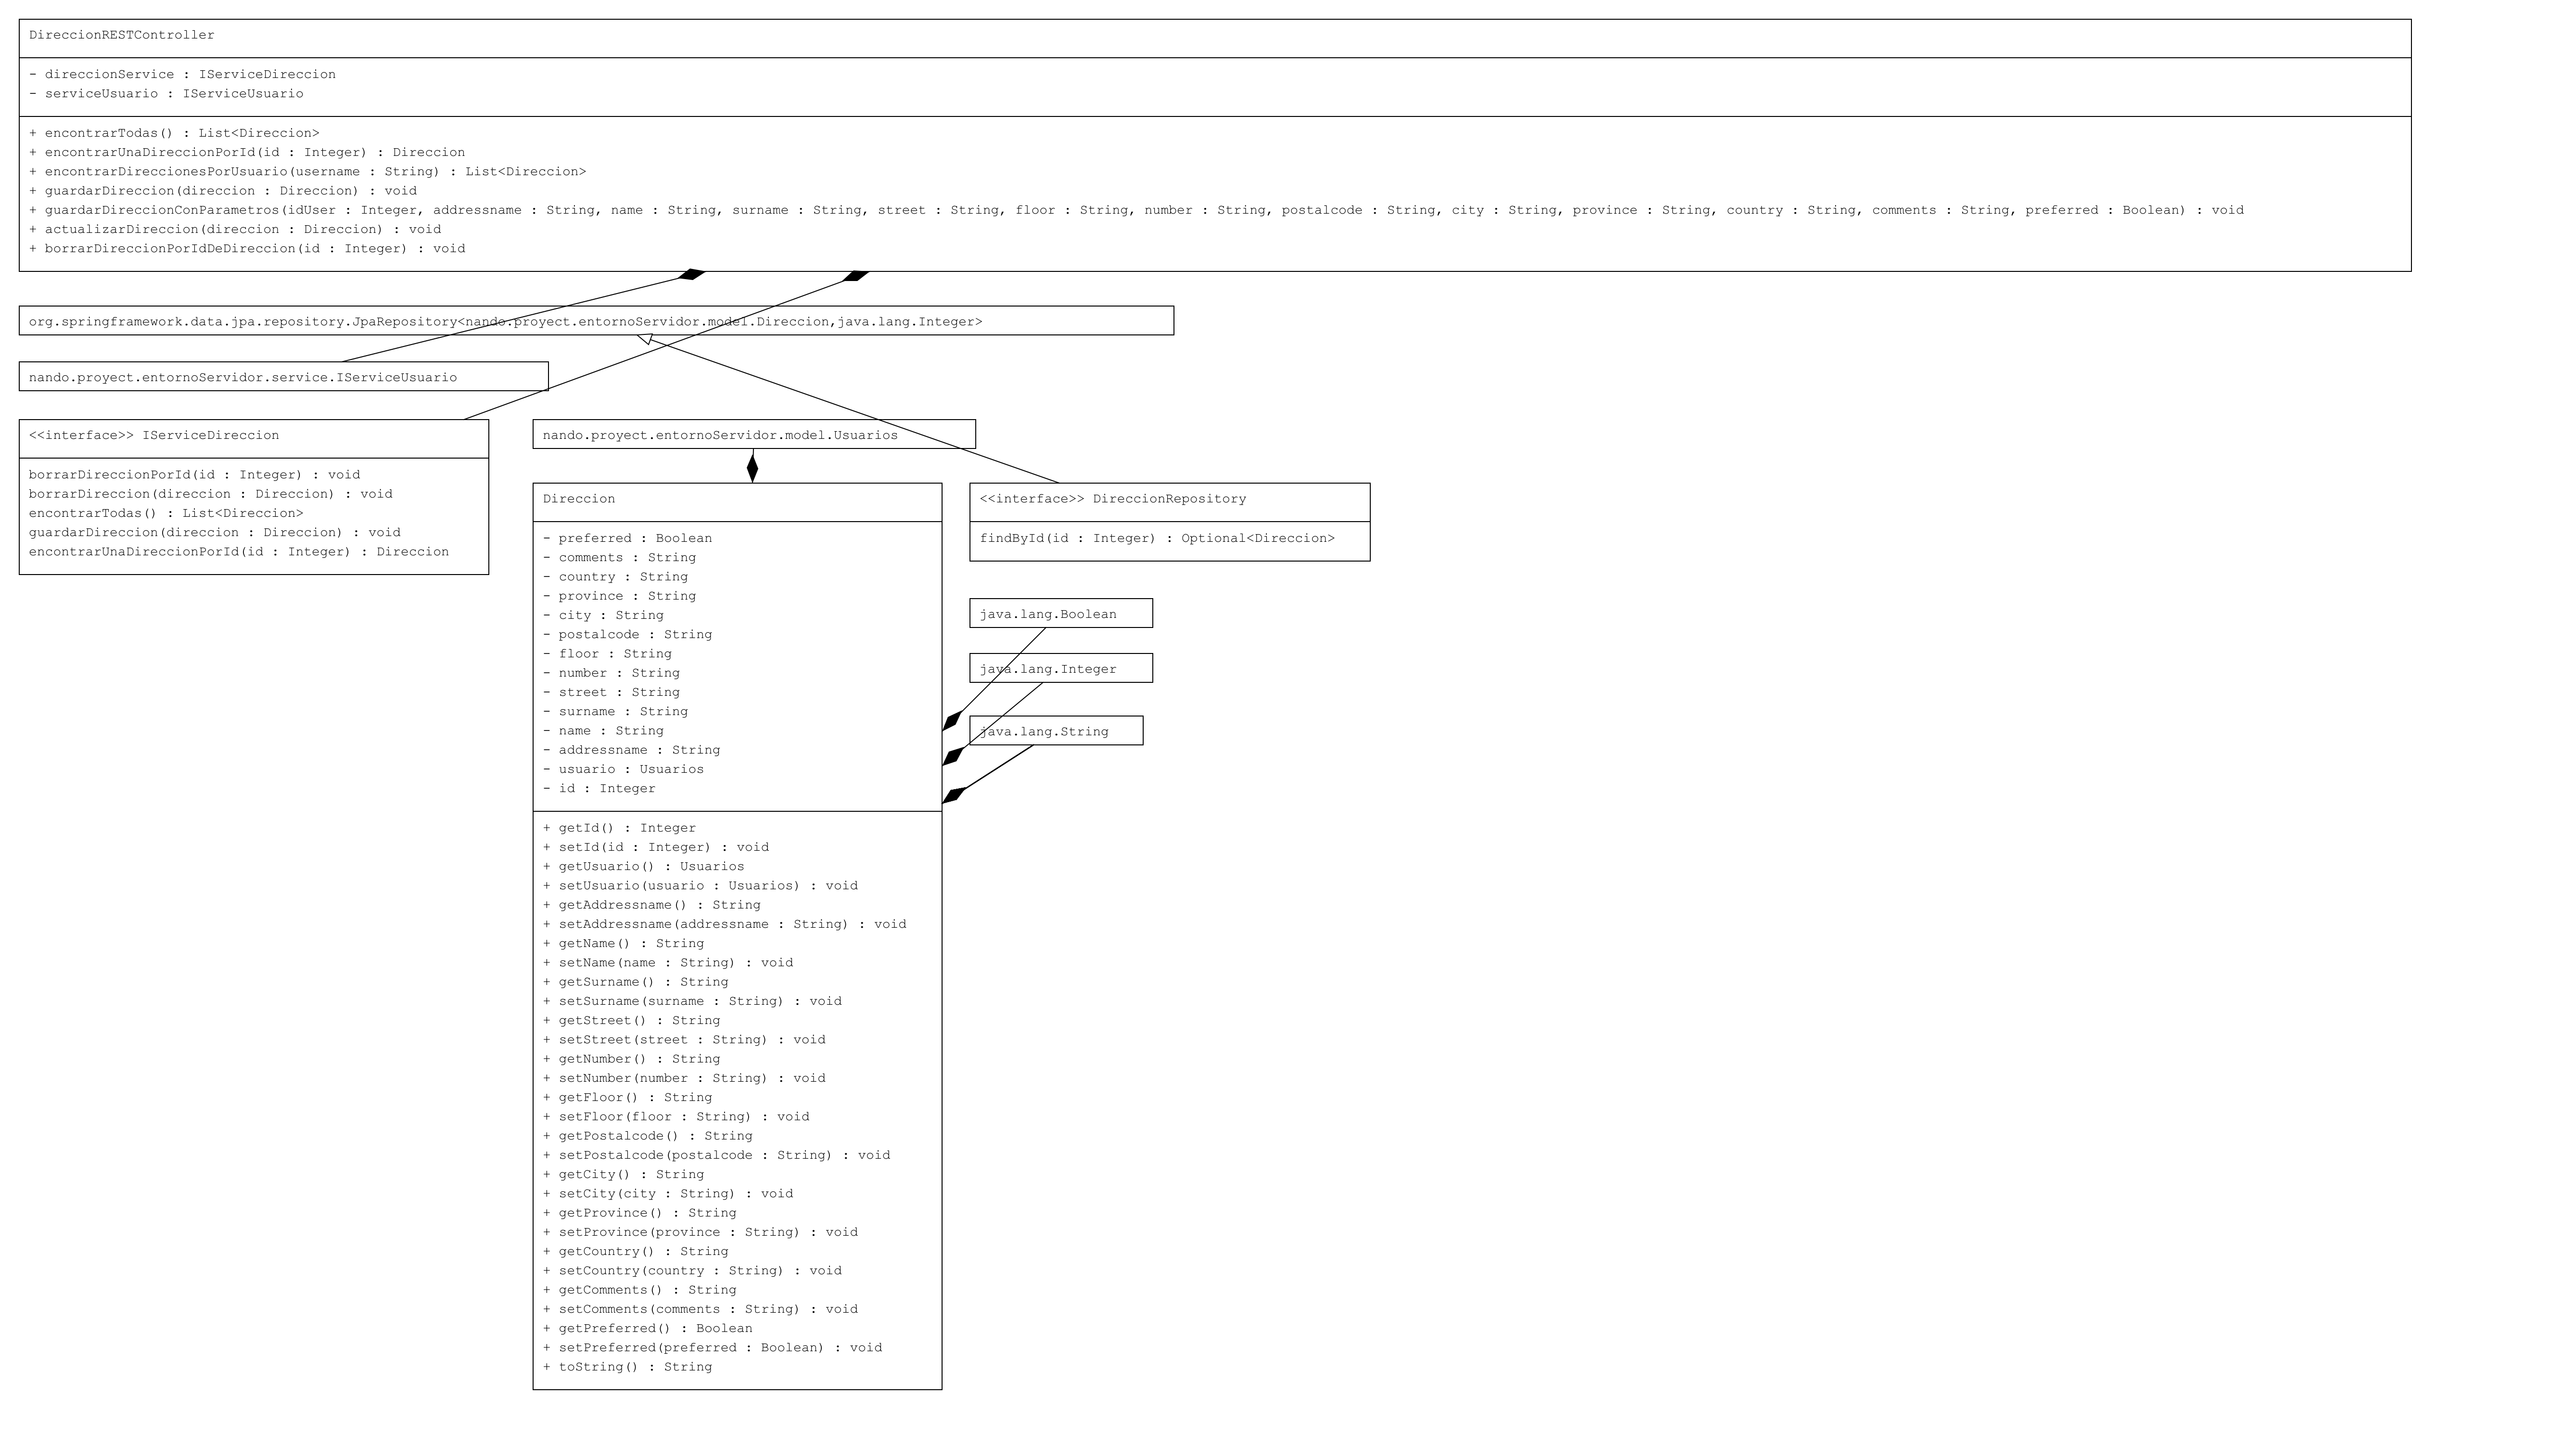 DireccionRESTController
- direccionService : IServiceDireccion
- serviceUsuario : IServiceUsuario
+ encontrarTodas() : List<Direccion>
+ encontrarUnaDireccionPorId(id : Integer) : Direccion
+ encontrarDireccionesPorUsuario(username : String) : List<Direccion>
+ guardarDireccion(direccion : Direccion) : void
+ guardarDireccionConParametros(idUser : Integer, addressname : String, name : String, surname : String, street : String, floor : String, number : String, postalcode : String, city : String, province : String, country : String, comments : String, preferred : Boolean) : void
+ actualizarDireccion(direccion : Direccion) : void
+ borrarDireccionPorIdDeDireccion(id : Integer) : void
org.springframework.data.jpa.repository.JpaRepository<nando.proyect.entornoServidor.model.Direccion,java.lang.Integer>
nando.proyect.entornoServidor.service.IServiceUsuario
<<interface>> IServiceDireccion
borrarDireccionPorId(id : Integer) : void
borrarDireccion(direccion : Direccion) : void
encontrarTodas() : List<Direccion>
guardarDireccion(direccion : Direccion) : void
encontrarUnaDireccionPorId(id : Integer) : Direccion
nando.proyect.entornoServidor.model.Usuarios
Direccion
- preferred : Boolean
- comments : String
- country : String
- province : String
- city : String
- postalcode : String
- floor : String
- number : String
- street : String
- surname : String
- name : String
- addressname : String
- usuario : Usuarios
- id : Integer
+ getId() : Integer
+ setId(id : Integer) : void
+ getUsuario() : Usuarios
+ setUsuario(usuario : Usuarios) : void
+ getAddressname() : String
+ setAddressname(addressname : String) : void
+ getName() : String
+ setName(name : String) : void
+ getSurname() : String
+ setSurname(surname : String) : void
+ getStreet() : String
+ setStreet(street : String) : void
+ getNumber() : String
+ setNumber(number : String) : void
+ getFloor() : String
+ setFloor(floor : String) : void
+ getPostalcode() : String
+ setPostalcode(postalcode : String) : void
+ getCity() : String
+ setCity(city : String) : void
+ getProvince() : String
+ setProvince(province : String) : void
+ getCountry() : String
+ setCountry(country : String) : void
+ getComments() : String
+ setComments(comments : String) : void
+ getPreferred() : Boolean
+ setPreferred(preferred : Boolean) : void
+ toString() : String
<<interface>> DireccionRepository
findById(id : Integer) : Optional<Direccion>
java.lang.Boolean
java.lang.Integer
java.lang.String